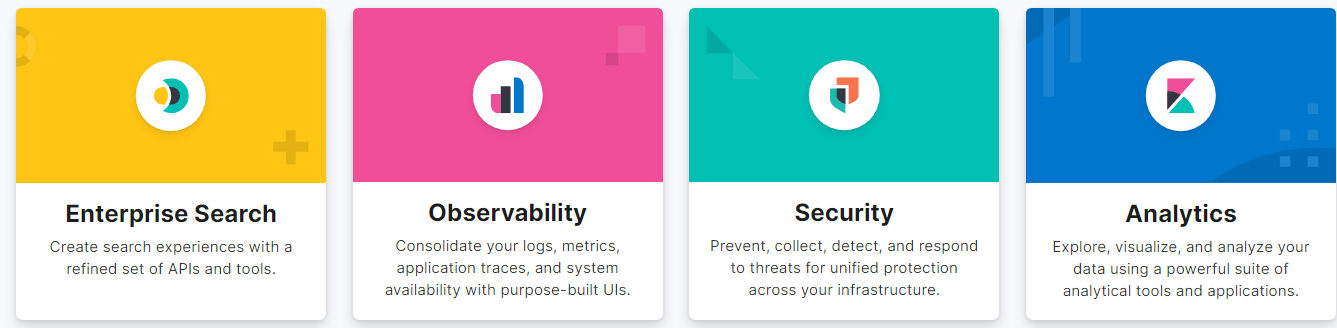 Enterprise Search
Create search experiences with a
refined set of APIs and tools.
Observability
Consolidate your logs, metrics,
application traces, and system
availability with purpose-built UIs.
Security
Prevent, collect, detect, and respond
to threats for unified protection
across your infrastructure.
Analytics
Explore, visualize, and analyze your
data using a powerful suite of
analytical tools and applications.